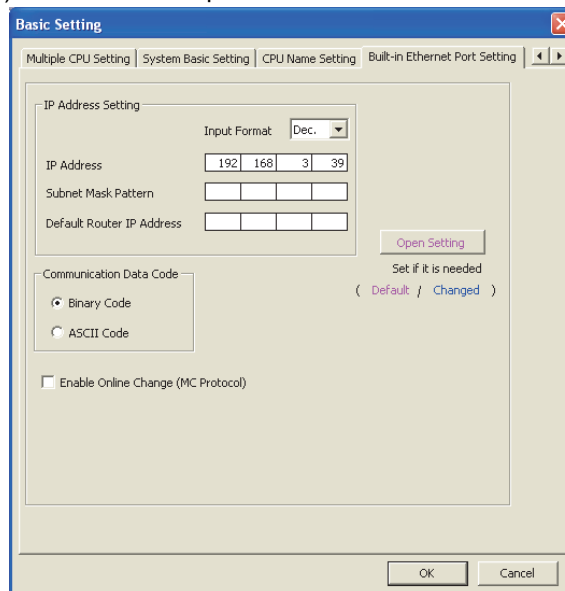 )
Basic Setting
Multiple CPU Setting System Basic Setting CPU Name Setting Built-in Ethernet Port Setting
IP Address Setting
Input Format Dec.
IP Address 192 168 3 39
Subnet Mask Pattern
Default Router IP Address
Open Setting
Set if it is needed
( Default / Changed )
Communication Data Code
Binary Code
ASCII Code
Enable Online Change (MC Protocol)
OK Cancel